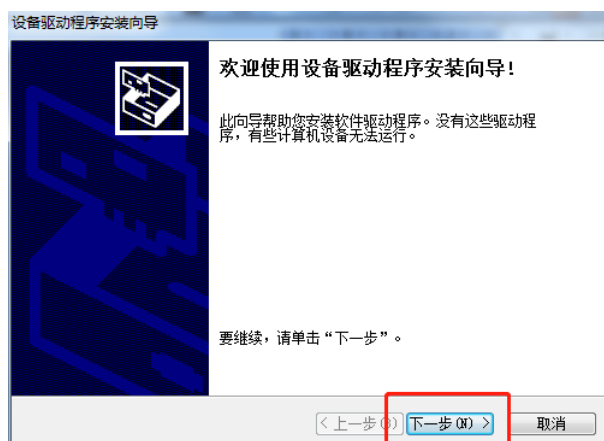 设备驱动程序安装向导
欢迎使用设备驱动程序安装向导!
此向导帮助您安装软件驱动程序。没有这些驱动程
序，有些计算机设备无法运行。
要继续，请单击“下一步”。
< 上一步(B) 下一步(N) > 取消